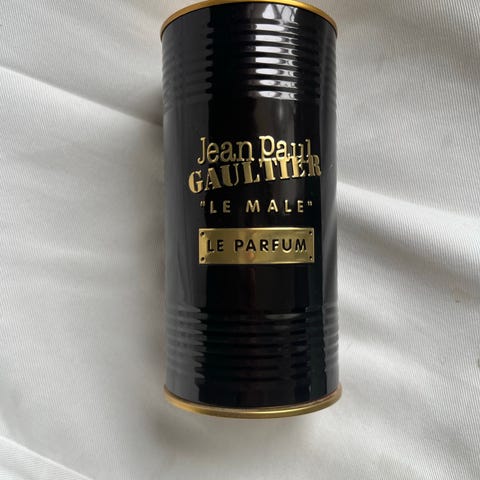 Jean Paul
GAULTIER
"LE MALE"
LE PARFUM